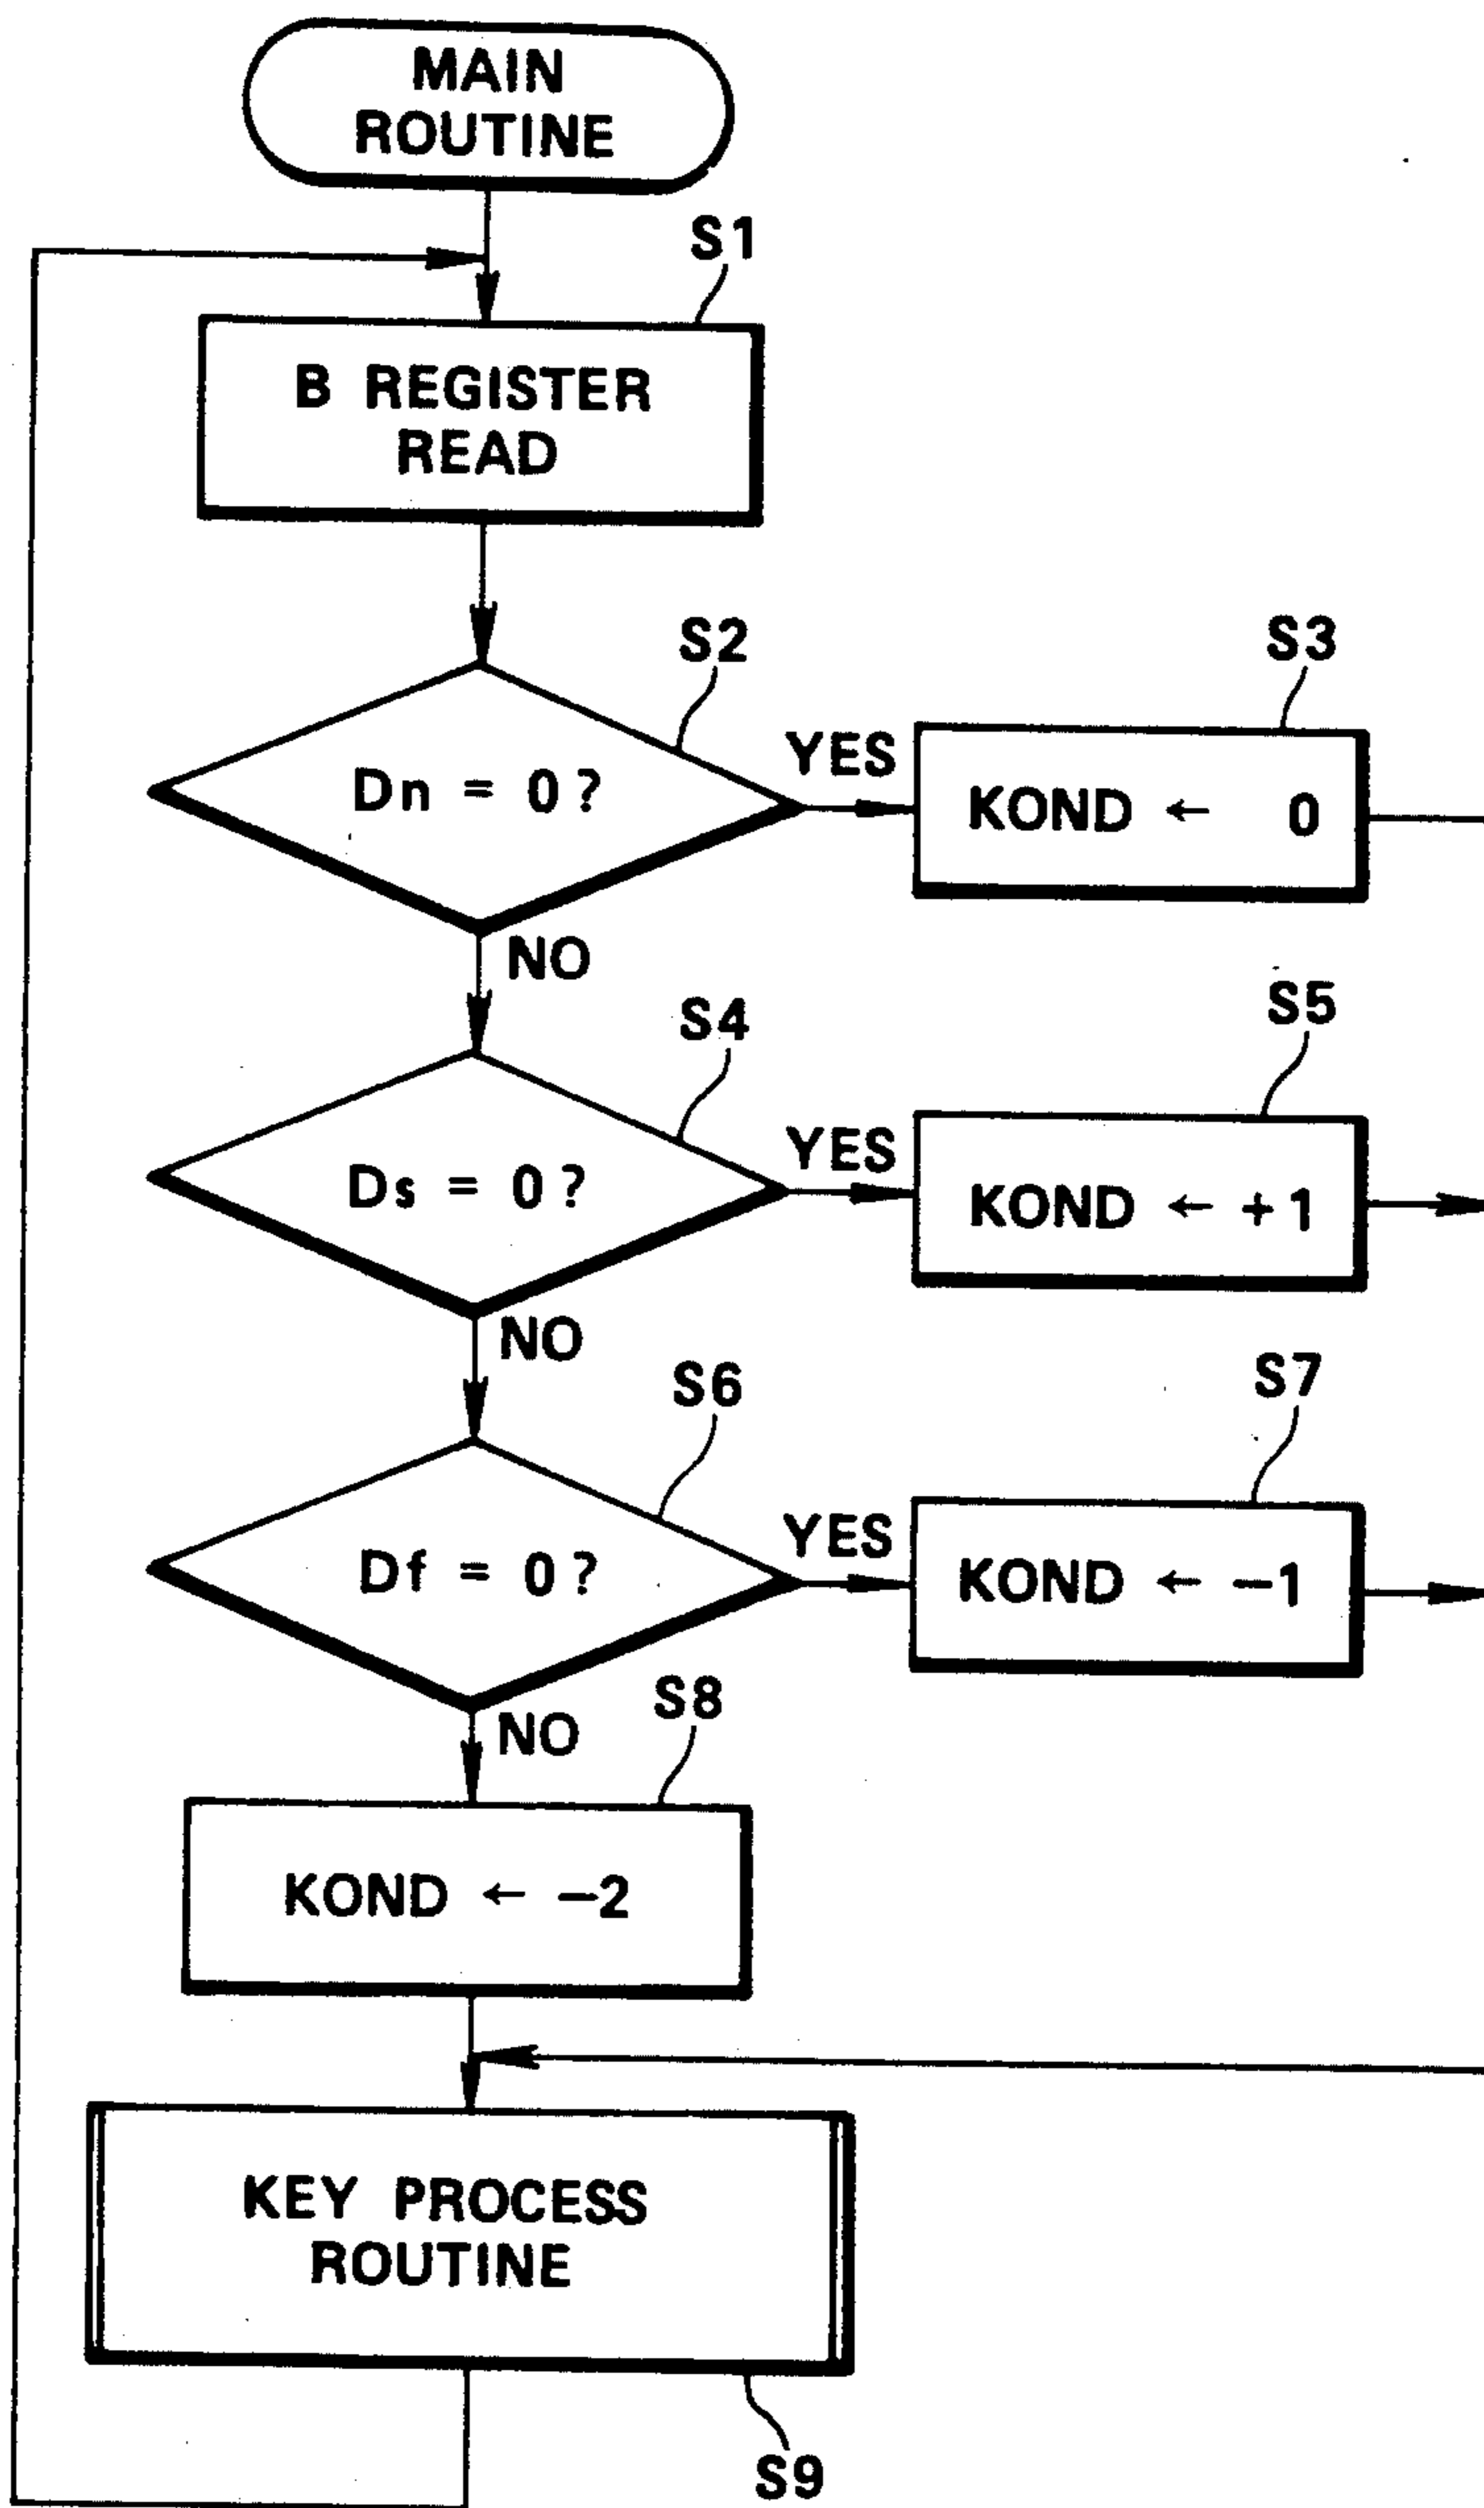 MAIN
ROUTINE
S1
B REGISTER
READ
S2
S3
Dn = 0?
YES
KOND ← 0
NO
S4
S5
Ds = 0?
YES
KOND ← +1
NO
S6
S7
Df = 0?
YES
KOND ← −1
NO
S8
KOND ← −2
KEY PROCESS
ROUTINE
S9